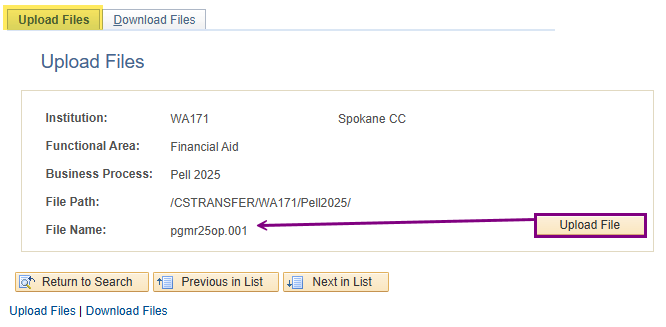 Upload Files Download Files
Upload Files
Institution: WA171 Spokane CC
Functional Area: Financial Aid
Business Process: Pell 2025
File Path: /CSTRANSFER/WA171/Pell2025/
File Name: pgmr25op.001 Upload File
Return to Search Previous in List Next in List
Upload Files | Download Files